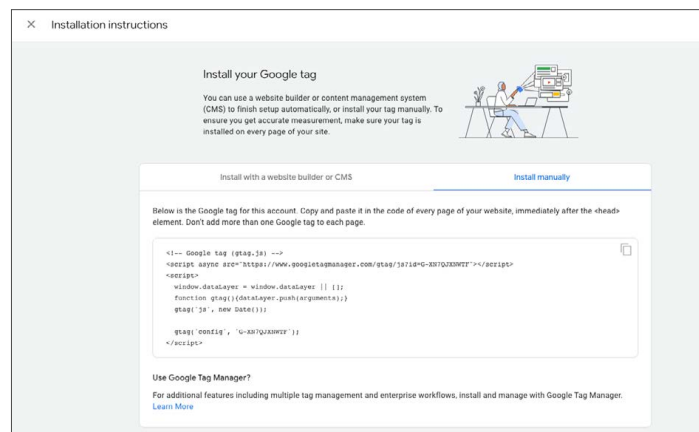 Installation instructions
Install your Google tag
You can use a website builder or content management system
(CMS) to finish setup automatically, or install your tag manually. To
ensure you get accurate measurement, make sure your tag is
installed on every page of your site.
Install with a website builder or CMS
Install manually
Below is the Google tag for this account. Copy and paste it in the code of every page of your website, immediately after the <head>
element. Don't add more than one Google tag to each page.
<!-- Google tag (gtag.js) -->
<script async src="https://www.googletagmanager.com/gtag/js?id=G-XN7QJXNWTF"></script>
<script>
window.dataLayer = window.dataLayer || [];
function gtag(){dataLayer.push(arguments);}
gtag('js', new Date());
gtag('config', 'G-XN7QJXNWTF');
</script>
Use Google Tag Manager?
For additional features including multiple tag management and enterprise workflows, install and manage with Google Tag Manager.
Learn More